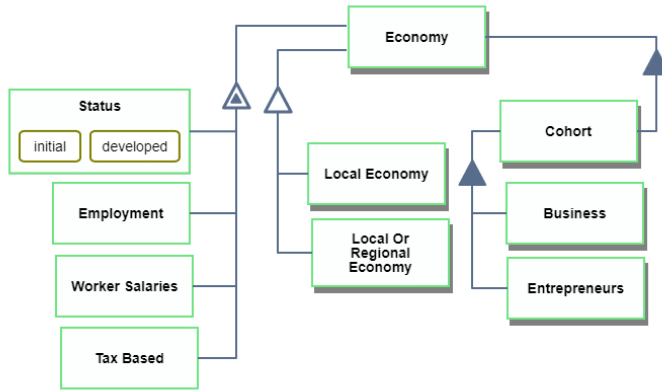 Economy
Status
initial
developed
Cohort
Local Economy
Employment
Business
Local Or
Regional
Economy
Worker Salaries
Entrepreneurs
Tax Based